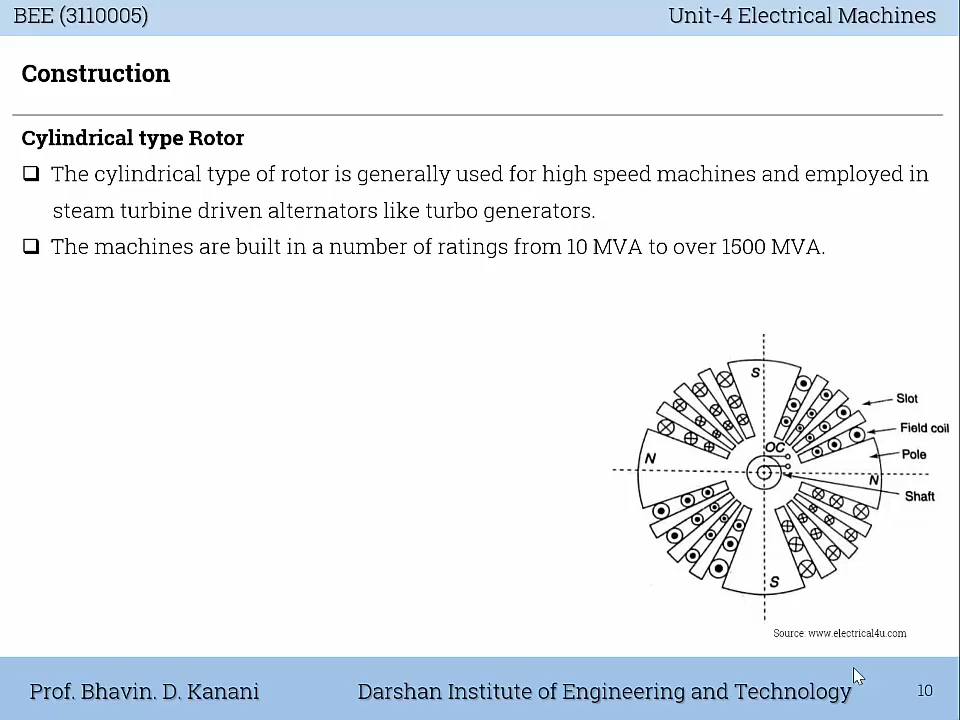 BEE (3110005) Unit-4 Electrical Machines
Construction
Cylindrical type Rotor
❑ The cylindrical type of rotor is generally used for high speed machines and employed in
steam turbine driven alternators like turbo generators.
❑ The machines are built in a number of ratings from 10 MVA to over 1500 MVA.
S
Slot
Field coil
OC
Pole
N
N
Shaft
S
Source: www.electrical4u.com
Prof. Bhavin. D. Kanani Darshan Institute of Engineering and Technology 10